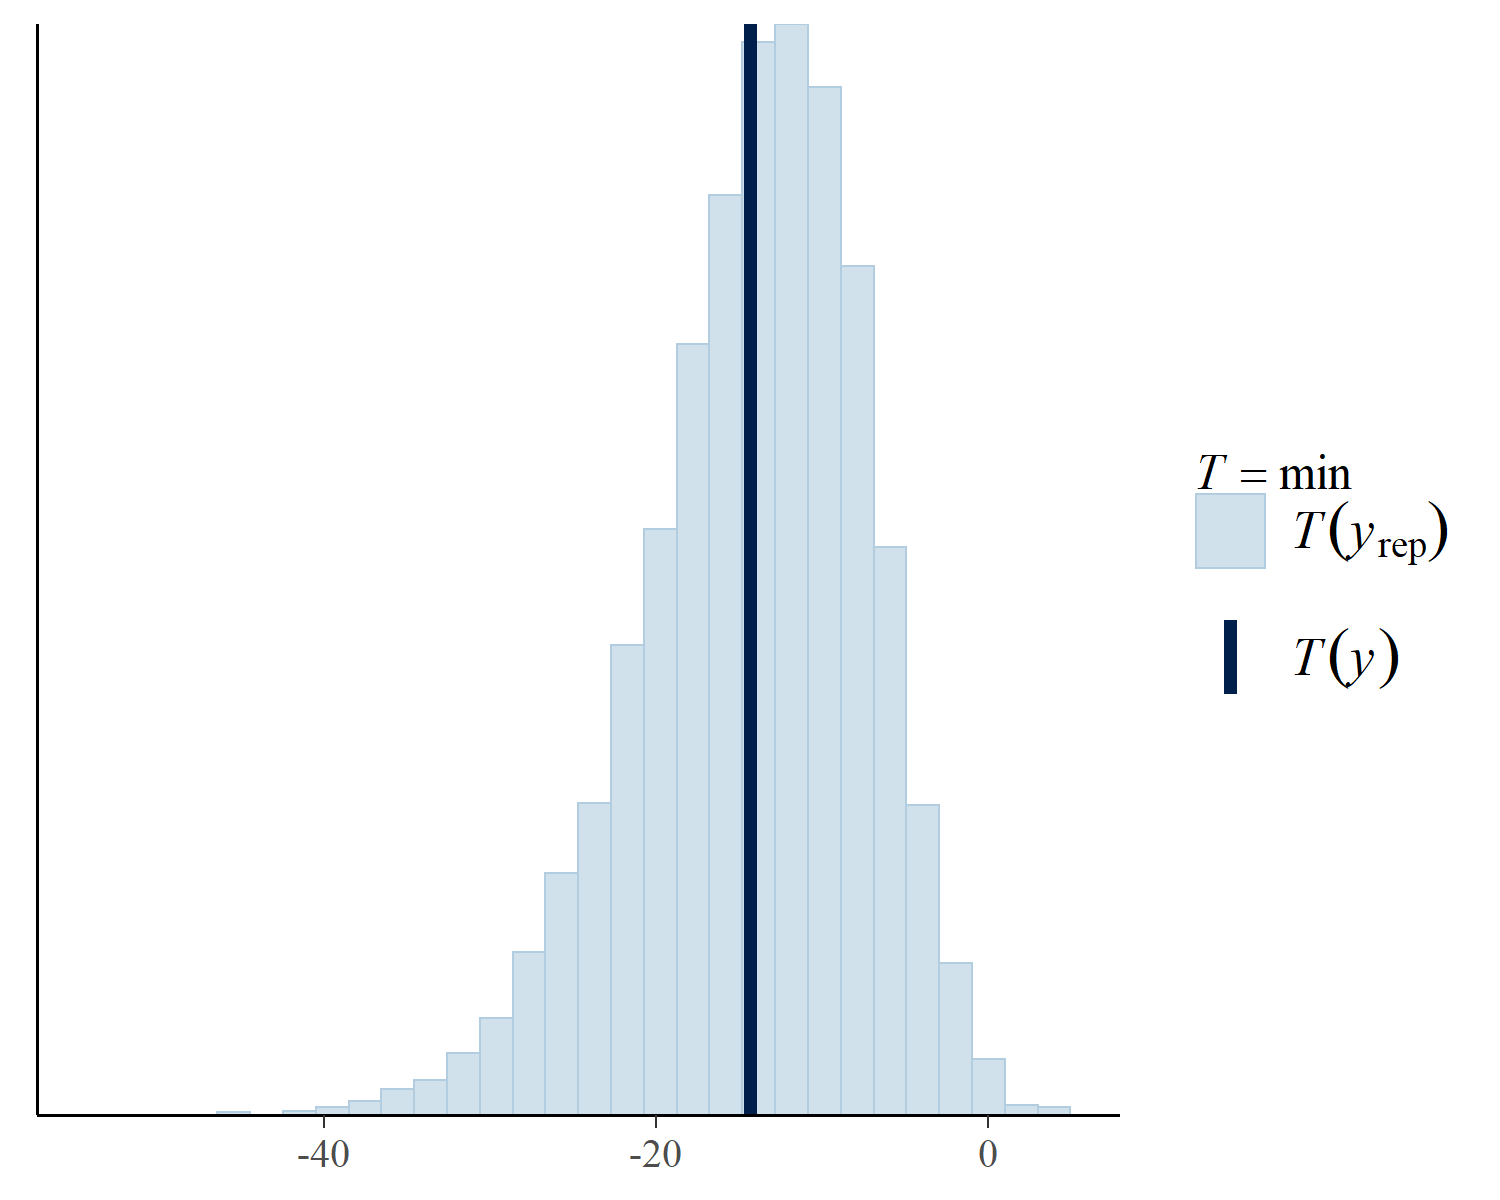 T = min
T(y_rep)
T(y)
-40 -20 0